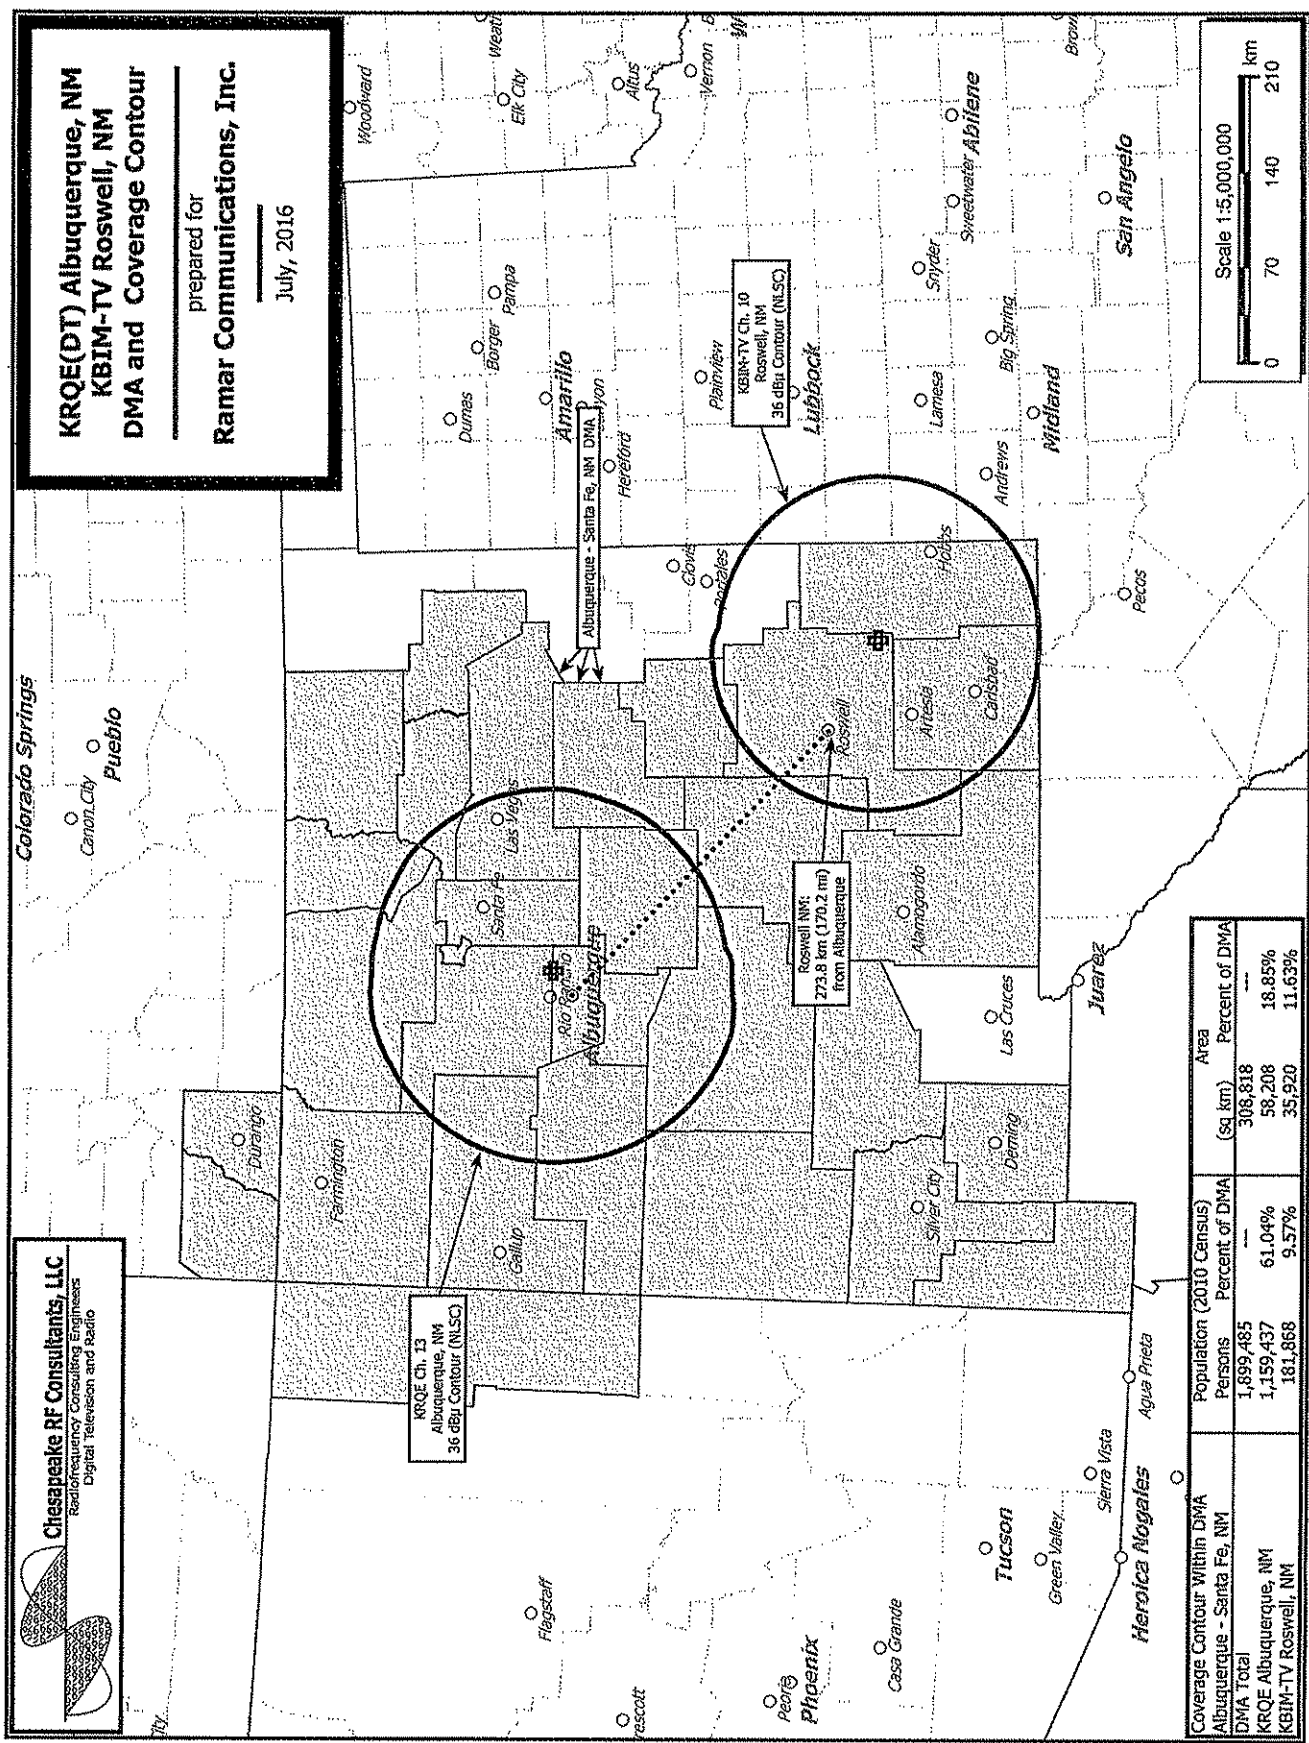 Chesapeake RF Consultants, LLC
Radiofrequency Consulting Engineers
Digital Television and Radio
KRQE(DT) Albuquerque, NM
KBIM-TV Roswell, NM
DMA and Coverage Contour
prepared for
Ramar Communications, Inc.
July, 2016
Colorado Springs
Canon City
Pueblo
Durango
Farmington
Woodward
Weath
Elk City
Altus
Vernon
Dumas
Borger
Pampa
Amarillo
yon
Hereford
Albuquerque - Santa Fe, NM DMA
KRQE Ch. 13
Albuquerque, NM
36 dBµ Contour (NLSC)
Gallup
Santa Fe
Las Vegas
Rio Rancho
Albuquerque
Flagstaff
rescott
Clovis
Portales
Plainview
Lubbock
KBIM-TV Ch. 10
Roswell, NM
36 dBµ Contour (NLSC)
Roswell NM:
273.8 km (170.2 mi)
from Albuquerque
Roswell
Artesia
Carlsbad
Hobbs
Alamogordo
Las Cruces
Silver City
Deming
Peoria
Phoenix
Casa Grande
Tucson
Green Valley
Sierra Vista
Heroica Nogales
Agua Prieta
Juarez
Pecos
Andrews
Midland
Lamesa
Big Spring
Snyder
Sweetwater
Abilene
San Angelo
Brow
ity
Scale 1:5,000,000
0 70 140 210 km
Coverage Contour Within DMA Population (2010 Census) Area
Albuquerque - Santa Fe, NM Persons Percent of DMA (sq km) Percent of DMA
DMA Total 1,899,485 --- 308,818 ---
KRQE Albuquerque, NM 1,159,437 61.04% 58,208 18.85%
KBIM-TV Roswell, NM 181,868 9.57% 35,920 11.63%